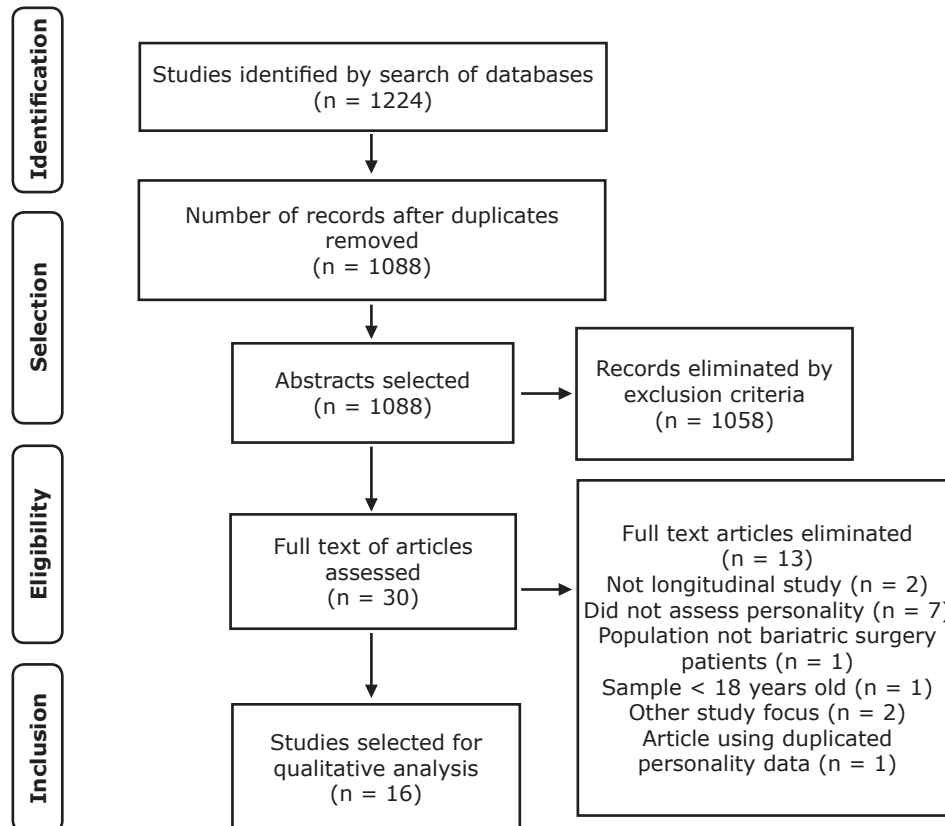 Identification
Studies identified by search of databases
(n = 1224)
Number of records after duplicates
removed
(n = 1088)
Selection
Abstracts selected
(n = 1088)
Records eliminated by
exclusion criteria
(n = 1058)
Eligibility
Full text of articles
assessed
(n = 30)
Full text articles eliminated
(n = 13)
Not longitudinal study (n = 2)
Did not assess personality (n = 7)
Population not bariatric surgery
patients (n = 1)
Sample < 18 years old (n = 1)
Other study focus (n = 2)
Article using duplicated
personality data (n = 1)
Inclusion
Studies selected for
qualitative analysis
(n = 16)